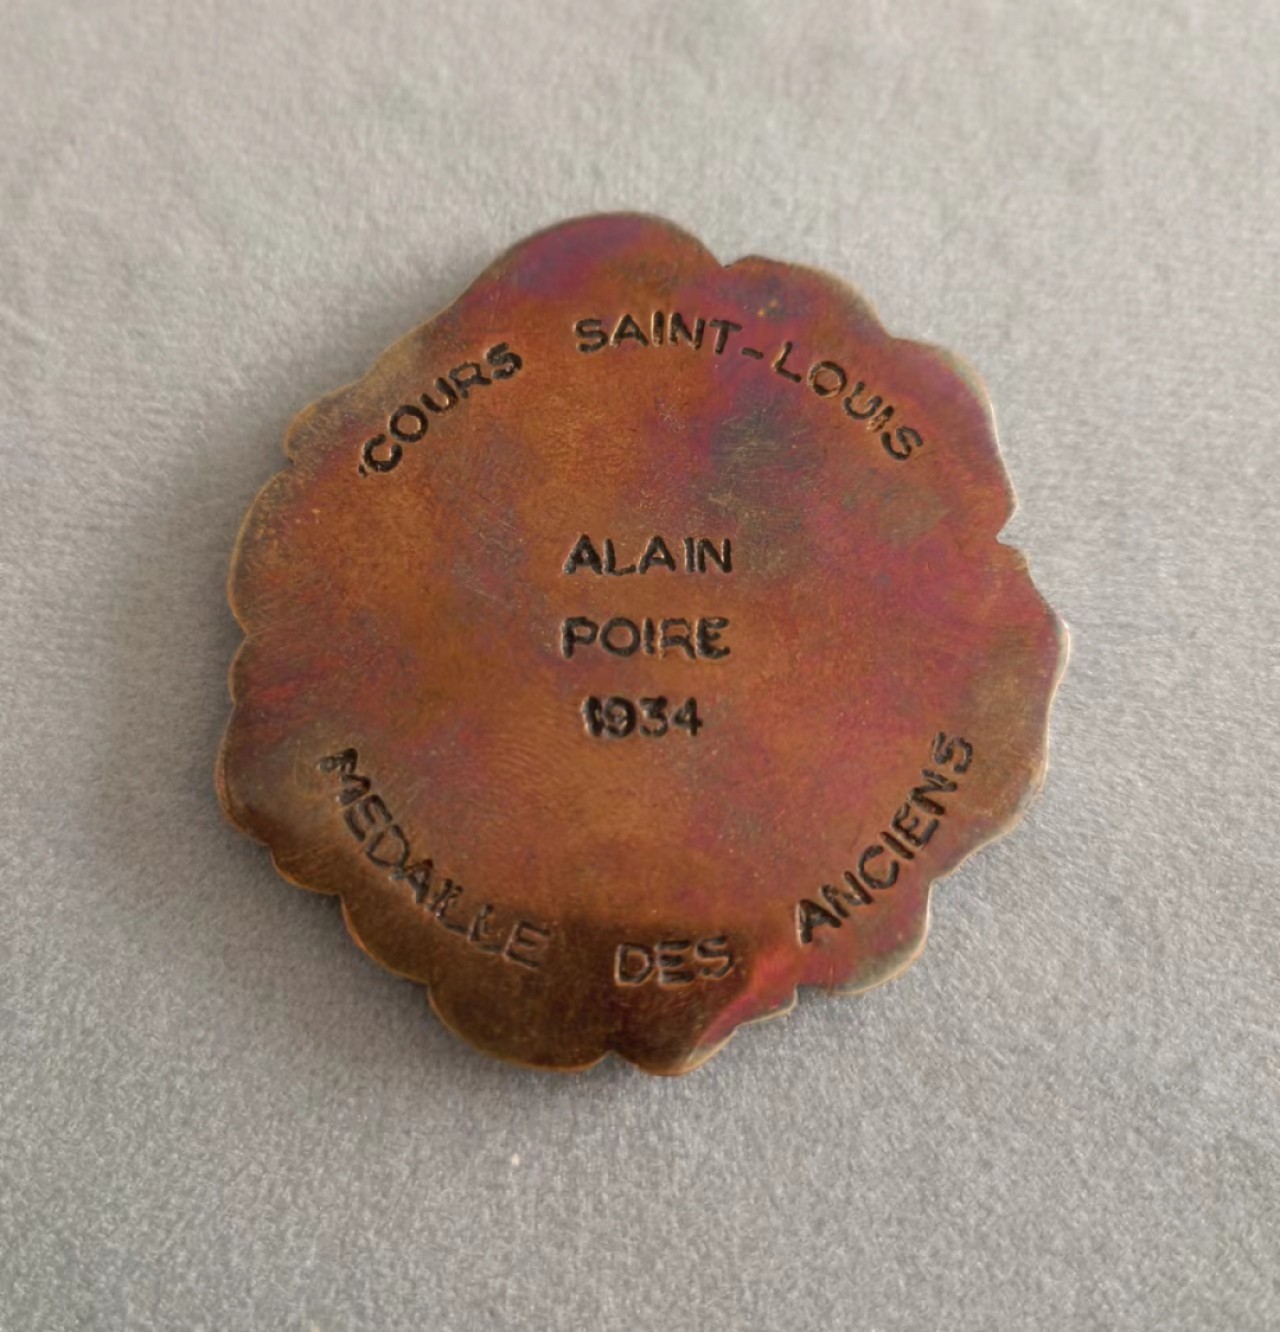 COURS SAINT-LOUIS
ALAIN
POIRE
1934
MEDAILLE DES ANCIENS